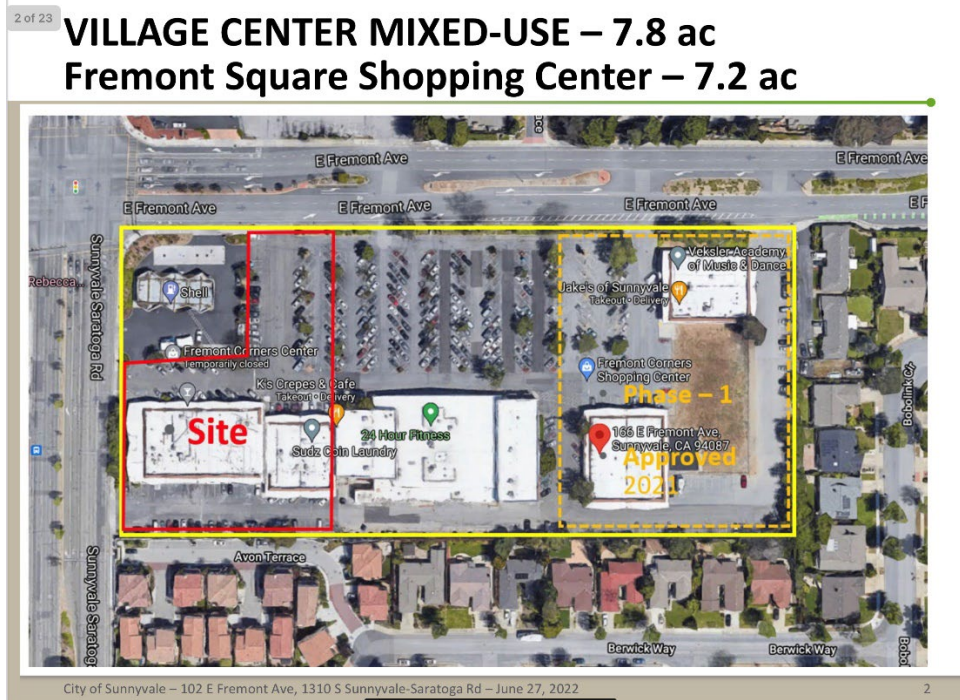 2 of 23
VILLAGE CENTER MIXED-USE – 7.8 ac
Fremont Square Shopping Center – 7.2 ac
E Fremont Ave
E Fremont Ave
E Fremont Ave
E Fremont Ave
E Fremont Ave
E F
ace
Sunnyvale Saratoga Rd
Rebecca...
Shell
Veksler Academy
of Music & Dance
Jake's of Sunnyvale
Takeout • Delivery
Fremont Corners Center
Temporarily closed
Fremont Corners
Shopping Center
K's Crepes & Cafe
Takeout • Delivery
Phase – 1
Site
24 Hour Fitness
Sudz Coin Laundry
166 E Fremont Ave,
Sunnyvale, CA 94087
Approved
2021
Bobolink Cir
Avon Terrace
Sunnyvale Saratog
Berwick Way
Berwick Way
Bobo
City of Sunnyvale – 102 E Fremont Ave, 1310 S Sunnyvale-Saratoga Rd – June 27, 2022
2